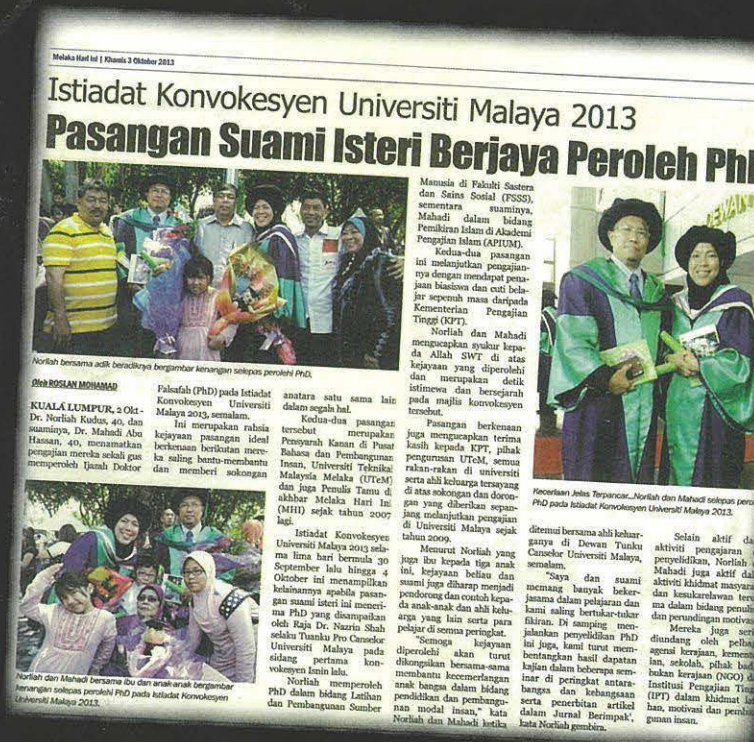 Melaka Hari Ini | Khamis 3 Oktober 2013
Istiadat Konvokesyen Universiti Malaya 2013
Pasangan Suami Isteri Berjaya Peroleh PhD
Norliah bersama adik beradiknya bergambar kenangan selepas perolehi PhD.
Oleh ROSLAN MOHAMAD
KUALA LUMPUR, 2 Okt -
Dr. Norliah Kudus, 40, dan
suaminya, Dr. Mahadi Abu
Hassan, 40, menamatkan
pengajian mereka sekali gus
memperoleh Ijazah Doktor
Falsafah (PhD) pada Istiadat
Konvokesyen Universiti
Malaya 2013, semalam.
Ini merupakan rahsia
kejayaan pasangan ideal
berkenaan berikutan mere-
ka saling bantu-membantu
dan memberi sokongan
anatara satu sama lain
dalam segala hal.
Kedua-dua pasangan
tersebut merupakan
Pensyarah Kanan di Pusat
Bahasa dan Pembangunan
Insan, Universiti Teknikal
Malaysia Melaka (UTeM)
dan juga Penulis Tamu di
akhbar Melaka Hari Ini
(MHI) sejak tahun 2007
lagi.
Istiadat Konvokesyen
Universiti Malaya 2013 sela-
ma lima hari bermula 30
September lalu hingga 4
Oktober ini menampilkan
kelainannya apabila pasan-
gan suami isteri ini meneri-
ma PhD yang disampaikan
oleh Raja Dr. Nazrin Shah
selaku Tuanku Pro Canselor
Universiti Malaya pada
sidang pertama kon-
vokesyen Isnin lalu.
Norliah memperoleh
PhD dalam bidang Latihan
dan Pembangunan Sumber
Manusia di Fakulti Sastera
dan Sains Sosial (FSSS),
sementara suaminya,
Mahadi dalam bidang
Pemikiran Islam di Akademi
Pengajian Islam (APIUM).
Kedua-dua pasangan
ini melanjutkan pengajian-
nya dengan mendapat pena-
jaan biasiswa dan cuti bela-
jar sepenuh masa daripada
Kementerian Pengajian
Tinggi (KPT).
Norliah dan Mahadi
mengucapkan syukur kepa-
da Allah SWT di atas
kejayaan yang diperolehi
dan merupakan detik
istimewa dan bersejarah
pada majlis konvokesyen
tersebut.
Pasangan berkenaan
juga mengucapkan terima
kasih kepada KPT, pihak
pengurusan UTeM, semua
rakan-rakan di universiti
serta ahli keluarga tersayang
di atas sokongan dan doron-
gan yang diberikan sepan-
jang melanjutkan pengajian
di Universiti Malaya sejak
tahun 2009.
Menurut Norliah yang
juga ibu kepada tiga anak
ini, kejayaan beliau dan
suami juga diharap menjadi
pendorong dan contoh kepa-
da anak-anak dan ahli kelu-
arga yang lain serta para
pelajar di semua peringkat.
"Semoga kejayaan
diperolehi akan turut
dikongsikan bersama-sama
membantu kecemerlangan
anak bangsa dalam bidang
pendidikan dan pembangu-
nan modal insan," kata
Norliah dan Mahadi ketika
DEWAN
Keceriaan Jelas Terpancar...Norliah dan Mahadi selepas
PhD pada Istiadat Konvokesyen Universiti Malaya 2013.
ditemui bersama ahli keluar-
ganya di Dewan Tunku
Canselor Universiti Malaya,
semalam.
"Saya dan suami
memang banyak beker-
jasama dalam pelajaran dan
kami saling bertukar-tukar
fikiran. Di samping men-
jalankan penyelidikan PhD
ini juga, kami turut mem-
bentangkan hasil dapatan
kajian di beberapa sem-
inar di peringkat antara-
bangsa dan kebangsaan
serta penerbitan artikel
dalam Jurnal Berimpak',
kata Norliah gembira.
Selain aktif
aktiviti pengajaran
penyelidikan, Norliah
Mahadi juga aktif
aktiviti khidmat
dan kesukarelawan
ma dalam bidang
dan perundingan
Mereka juga
diundang oleh
agensi kerajaan,
ian, sekolah, pihak
bukan kerajaan (NGO)
Institusi Pengajian
(IPT) dalam khidmat
han, motivasi dan
gunan insan.
Norliah dan Mahadi bersama ibu dan anak-anak bergambar
kenangan selepas perolehi PhD pada Istiadat Konvokesyen
Universiti Malaya 2013.